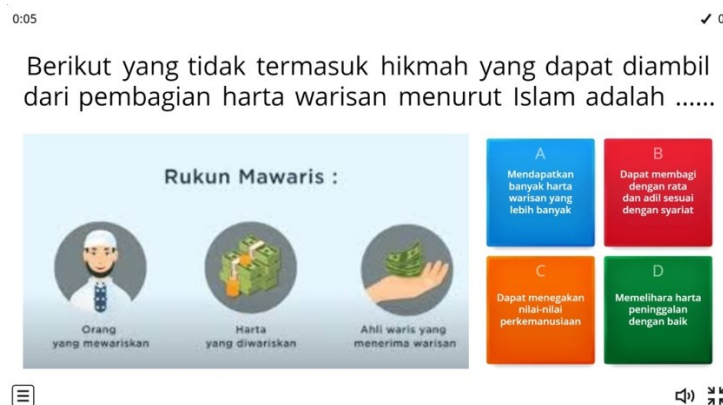 0:05
✓ 0
Berikut yang tidak termasuk hikmah yang dapat diambil
dari pembagian harta warisan menurut Islam adalah ......
Rukun Mawaris :
Orang
yang mewariskan
Harta
yang diwariskan
Ahli waris yang
menerima warisan
A
Mendapatkan
banyak harta
warisan yang
lebih banyak
B
Dapat membagi
dengan rata
dan adil sesuai
dengan syariat
C
Dapat menegakan
nilai-nilai
perkemanusiaan
D
Memelihara harta
peninggalan
dengan baik